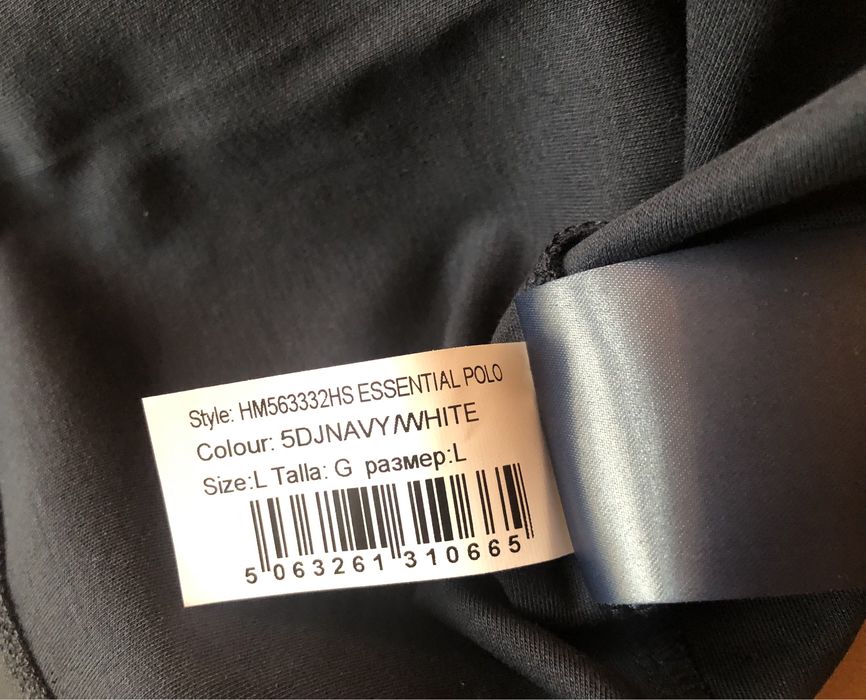 Style: HM563332HS ESSENTIAL POLO
Colour: 5DJNAVY/WHITE
Size:L Talla: G размер:L
5 063261 310665